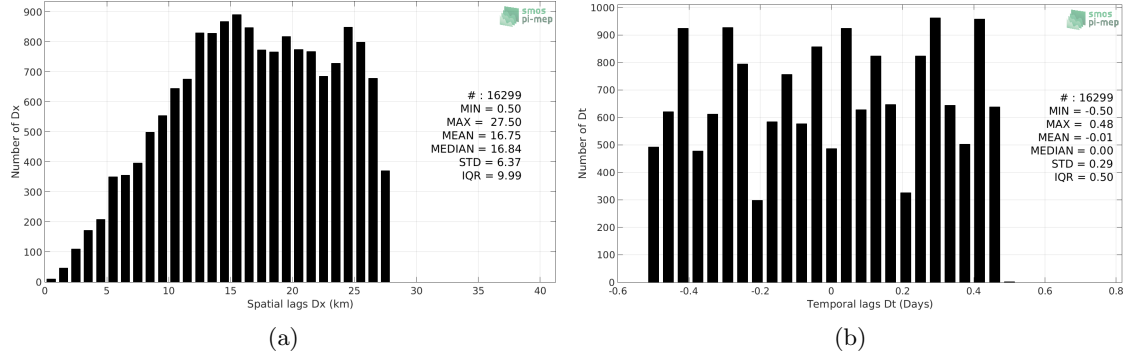 900
800
700
600
500
400
300
200
100
0
Number of Dx
0 5 10 15 20 25 30 35 40
Spatial lags Dx (km)
smos
pi-mep
# : 16299
MIN = 0.50
MAX = 27.50
MEAN = 16.75
MEDIAN = 16.84
STD = 6.37
IQR = 9.99
(a)
1000
900
800
700
600
500
400
300
200
100
0
Number of Dt
-0.6 -0.4 -0.2 0 0.2 0.4 0.6 0.8
Temporal lags Dt (Days)
smos
pi-mep
# : 16299
MIN = -0.50
MAX = 0.48
MEAN = -0.01
MEDIAN = 0.00
STD = 0.29
IQR = 0.50
(b)